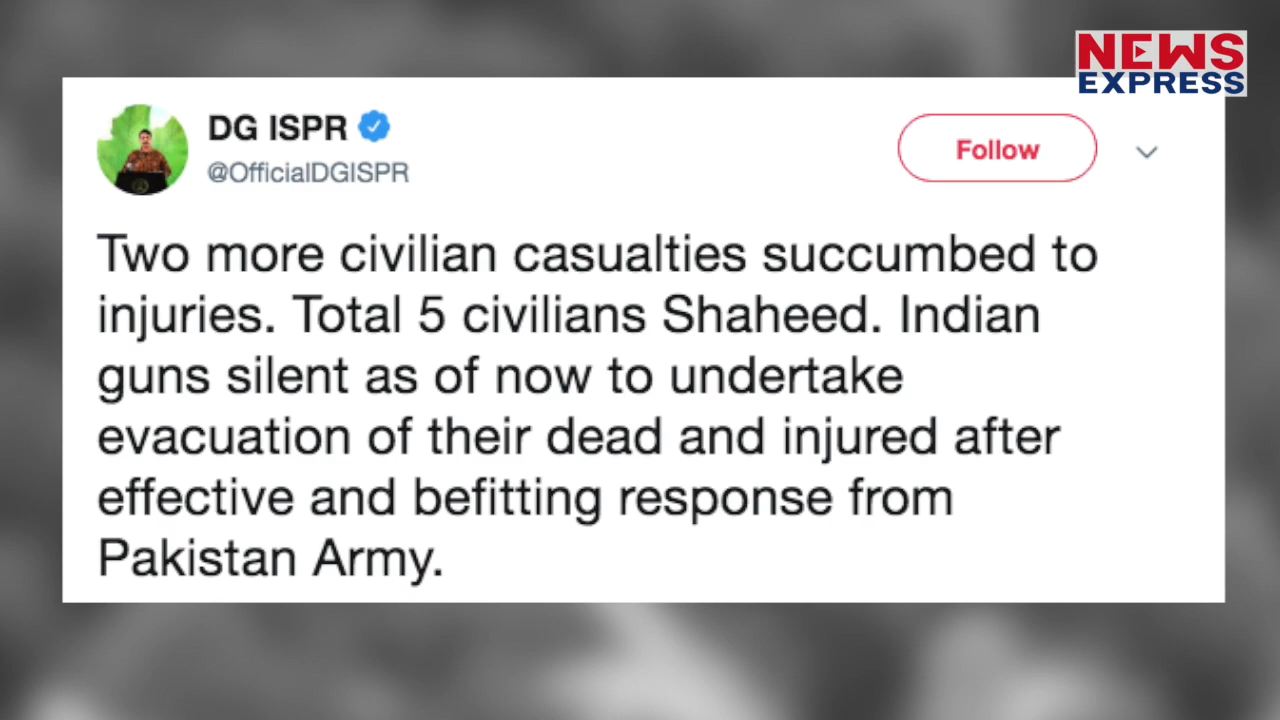 NEWS
EXPRESS
DG ISPR
@OfficialDGISPR
Follow
Two more civilian casualties succumbed to
injuries. Total 5 civilians Shaheed. Indian
guns silent as of now to undertake
evacuation of their dead and injured after
effective and befitting response from
Pakistan Army.